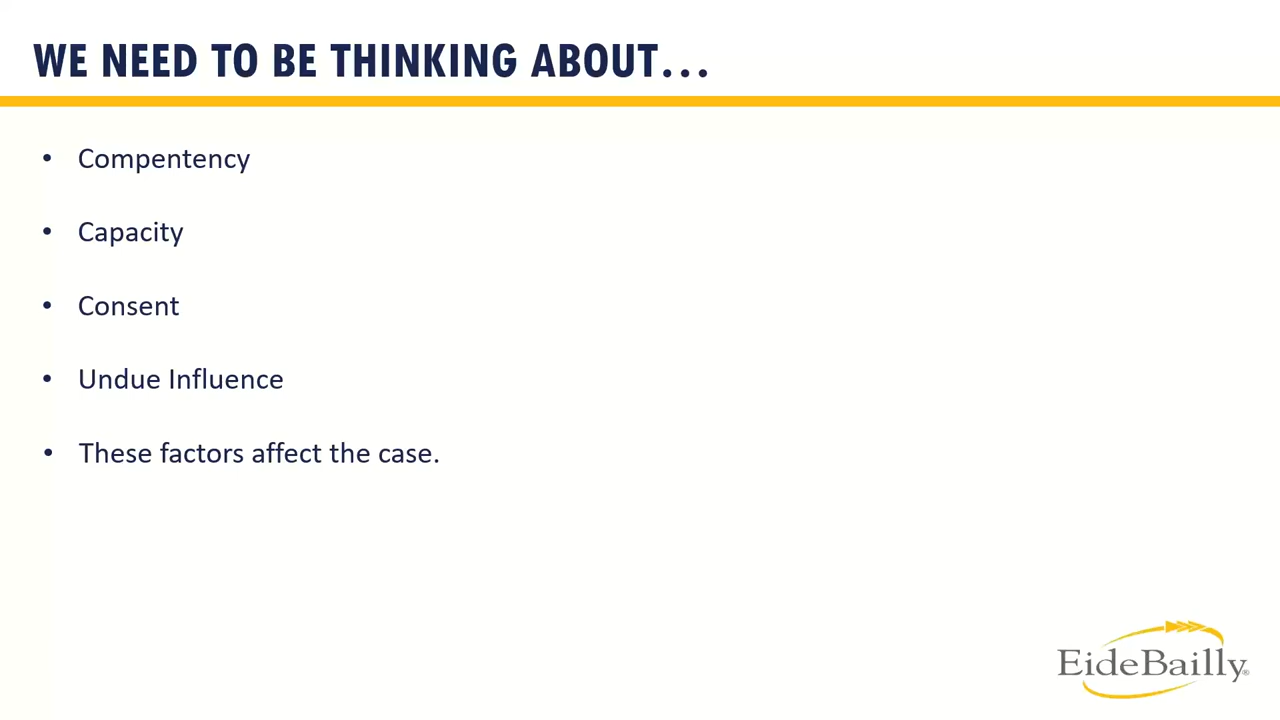 WE NEED TO BE THINKING ABOUT...
• Compentency
• Capacity
• Consent
• Undue Influence
• These factors affect the case.
EideBailly®